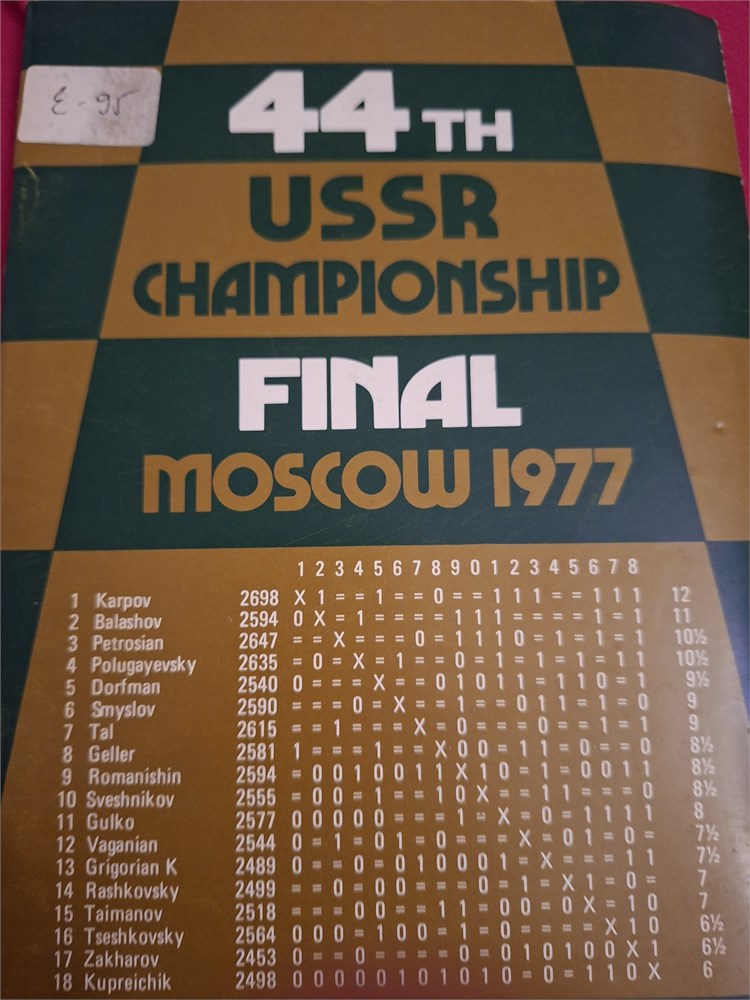 E-95
44TH
USSR
CHAMPIONSHIP
FINAL
MOSCOW 1977
1 2 3 4 5 6 7 8 9 0 1 2 3 4 5 6 7 8
1 Karpov 2698 X 1 = = 1 = = 0 = = 1 1 1 = = 1 1 1 12
2 Balashov 2594 0 X = 1 = = = = 1 1 1 = = = = 1 = 1 11
3 Petrosian 2647 = = X = = = 0 = 1 1 1 0 = 1 = 1 = 1 10½
4 Polugayevsky 2635 = 0 = X = 1 = = 0 = 1 = 1 = 1 = 1 1 10½
5 Dorfman 2540 0 = = = X = = 0 1 0 1 1 = 1 1 0 = 1 9½
6 Smyslov 2590 = = = 0 = X = = 1 = = 0 1 1 = 1 = 0 9
7 Tal 2615 = = 1 = = = X = 0 = = = 0 = = 1 = 1 9
8 Geller 2581 1 = = = 1 = = X 0 0 = 1 1 = 0 = = 0 8½
9 Romanishin 2594 = 0 0 1 0 0 1 1 X 1 0 = 1 = 0 0 1 1 8½
10 Sveshnikov 2555 = 0 0 = 1 = = 1 0 X = = 1 1 = = = 0 8½
11 Gulko 2577 0 0 0 0 0 = = = 1 = X = 0 = 1 1 1 1 8
12 Vaganian 2544 0 = 1 = 0 1 = 0 = = = X = 0 1 = 0 = 7½
13 Grigorian K 2489 0 = = 0 = 0 1 0 0 0 1 = X = = = 1 1 7½
14 Rashkovsky 2499 = = 0 = 0 0 = = = 0 = 1 = X 1 = 0 = 7
15 Taimanov 2518 = = = 0 0 = = 1 1 = 0 0 = 0 X = 1 0 7
16 Tseshkovsky 2564 0 0 0 = 1 0 0 = 1 = 0 = = = = X 1 0 6½
17 Zakharov 2453 0 = = 0 = = = = 0 = 0 1 0 1 0 0 X 1 6½
18 Kupreichik 2498 0 0 0 0 0 1 0 1 0 1 0 = 0 = 1 1 0 X 6